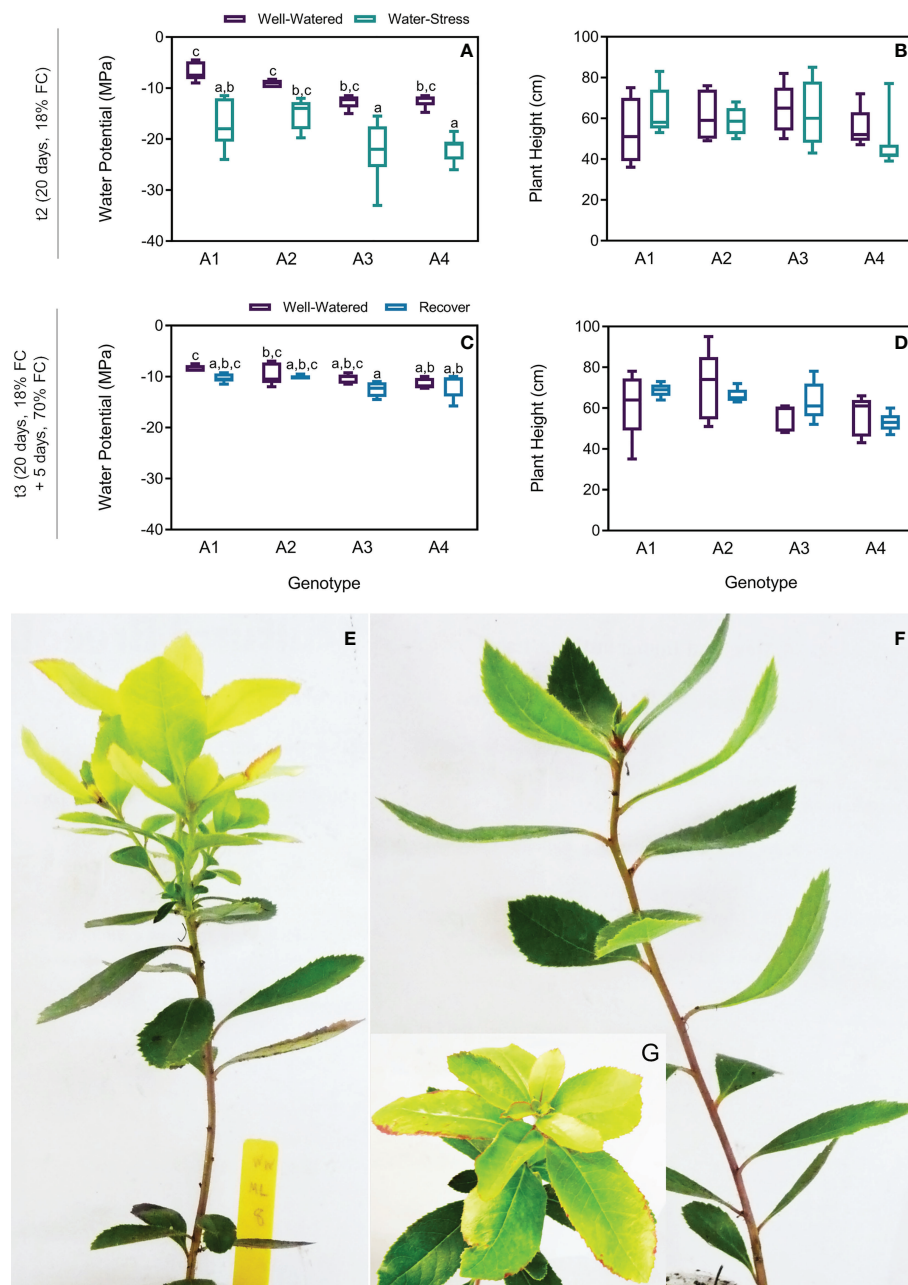 Well-Watered Water-Stress
t2 (20 days, 18% FC)
A
Water Potential (MPa)
0
-10
-20
-30
-40
c
a,b
c
b,c
b,c
a
b,c
a
A1 A2 A3 A4
B
Plant Height (cm)
100
80
60
40
20
0
A1 A2 A3 A4
Well-Watered Recover
t3 (20 days, 18% FC
+ 5 days, 70% FC)
C
Water Potential (MPa)
0
-10
-20
-30
-40
c
a,b,c
b,c
a,b,c
a,b,c
a
a,b
a,b
A1 A2 A3 A4
Genotype
D
Plant Height (cm)
100
80
60
40
20
0
A1 A2 A3 A4
Genotype
E
F
G